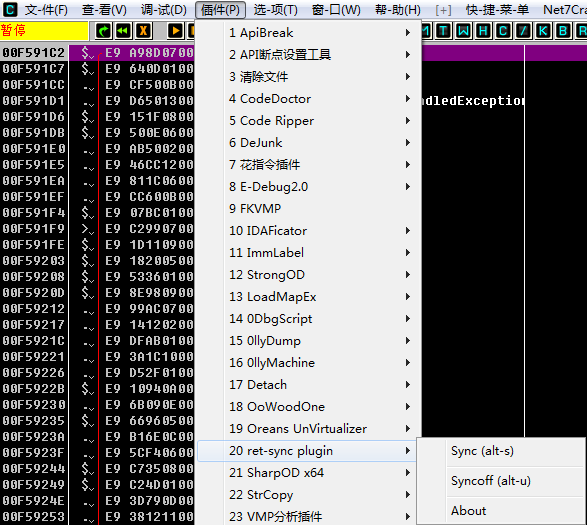 C 文-件(F) 查-看(V) 调-试(D) 插件(P) 选-项(T) 窗-口(W) 帮-助(H) [+] 快-捷-菜-单 Net7Cra
暂停
M T W H C / K B R
00F591C2 $ E9 A98D0700
00F591C7 $ E9 640D0100
00F591CC . E9 CF500B00
00F591D1 . E9 D6501300 ndledException
00F591D6 $ E9 151F0800
00F591DB $ E9 500E0600
00F591E0 . E9 AB500200
00F591E5 . E9 46CC1200
00F591EA . E9 811C0600
00F591EF . E9 CC600B00
00F591F4 $ E9 07BC0100
00F591F9 > E9 C2990700
00F591FE $ E9 1D110900
00F59203 . E9 18200500
00F59208 $ E9 53360100
00F5920D $ E9 8E980900
00F59212 . E9 99AC0700
00F59217 . E9 14120200
00F5921C . E9 DFAB0100
00F59221 . E9 3A1C1000
00F59226 . E9 D52F0100
00F5922B $ E9 10940A00
00F59230 . E9 6B090E00
00F59235 $ E9 66960500
00F5923A . E9 B16E0C00
00F5923F . E9 5CF40600
00F59244 $ E9 C7350800
00F59249 $ E9 C24D0100
00F5924E . E9 3D790D00
00F59253 . E9 38121100
1 ApiBreak
2 API断点设置工具
3 清除文件
4 CodeDoctor
5 Code Ripper
6 DeJunk
7 花指令插件
8 E-Debug2.0
9 FKVMP
10 IDAFicator
11 ImmLabel
12 StrongOD
13 LoadMapEx
14 ODbgScript
15 OllyDump
16 OllyMachine
17 Detach
18 OoWoodOne
19 Oreans UnVirtualizer
20 ret-sync plugin
21 SharpOD x64
22 StrCopy
23 VMP分析插件
Sync (alt-s)
Syncoff (alt-u)
About